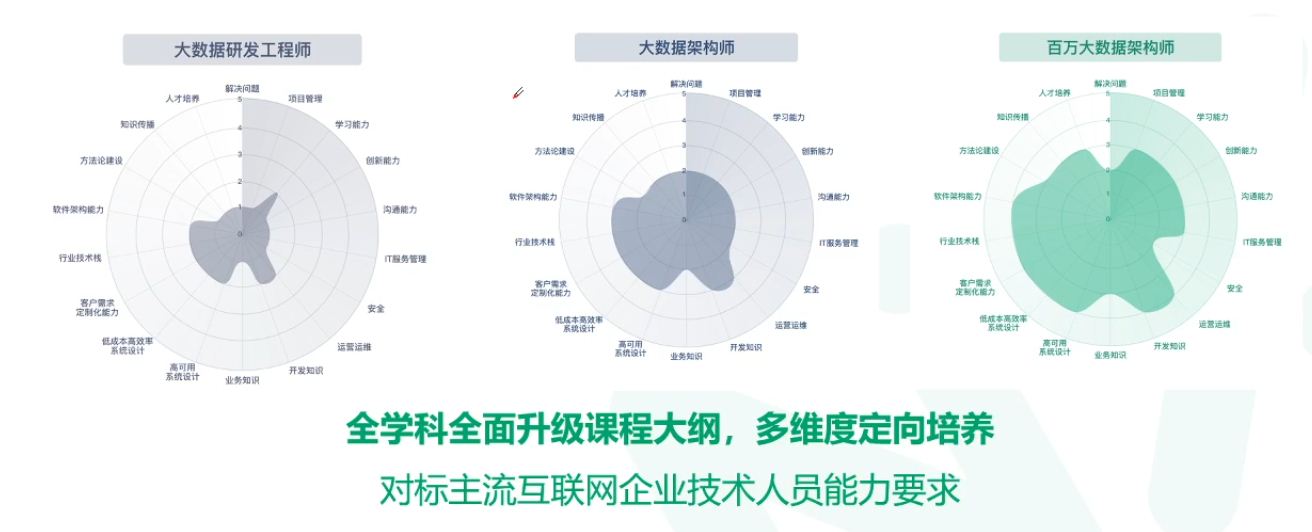 大数据研发工程师
解决问题
项目管理
学习能力
创新能力
沟通能力
IT服务管理
安全
运营运维
开发知识
业务知识
高可用
系统设计
低成本高效率
系统设计
客户需求
定制化能力
行业技术栈
软件架构能力
方法论建设
知识传播
人才培养
5
4
3
2
1
0
大数据架构师
解决问题
项目管理
学习能力
创新能力
沟通能力
IT服务管理
安全
运营运维
开发知识
业务知识
高可用
系统设计
低成本高效率
系统设计
客户需求
定制化能力
行业技术栈
软件架构能力
方法论建设
知识传播
人才培养
5
4
3
2
1
0
百万大数据架构师
解决问题
项目管理
学习能力
创新能力
沟通能力
IT服务管理
安全
运营运维
开发知识
业务知识
高可用
系统设计
低成本高效率
系统设计
客户需求
定制化能力
行业技术栈
软件架构能力
方法论建设
知识传播
人才培养
5
4
3
2
1
0
全学科全面升级课程大纲，多维度定向培养
对标主流互联网企业技术人员能力要求